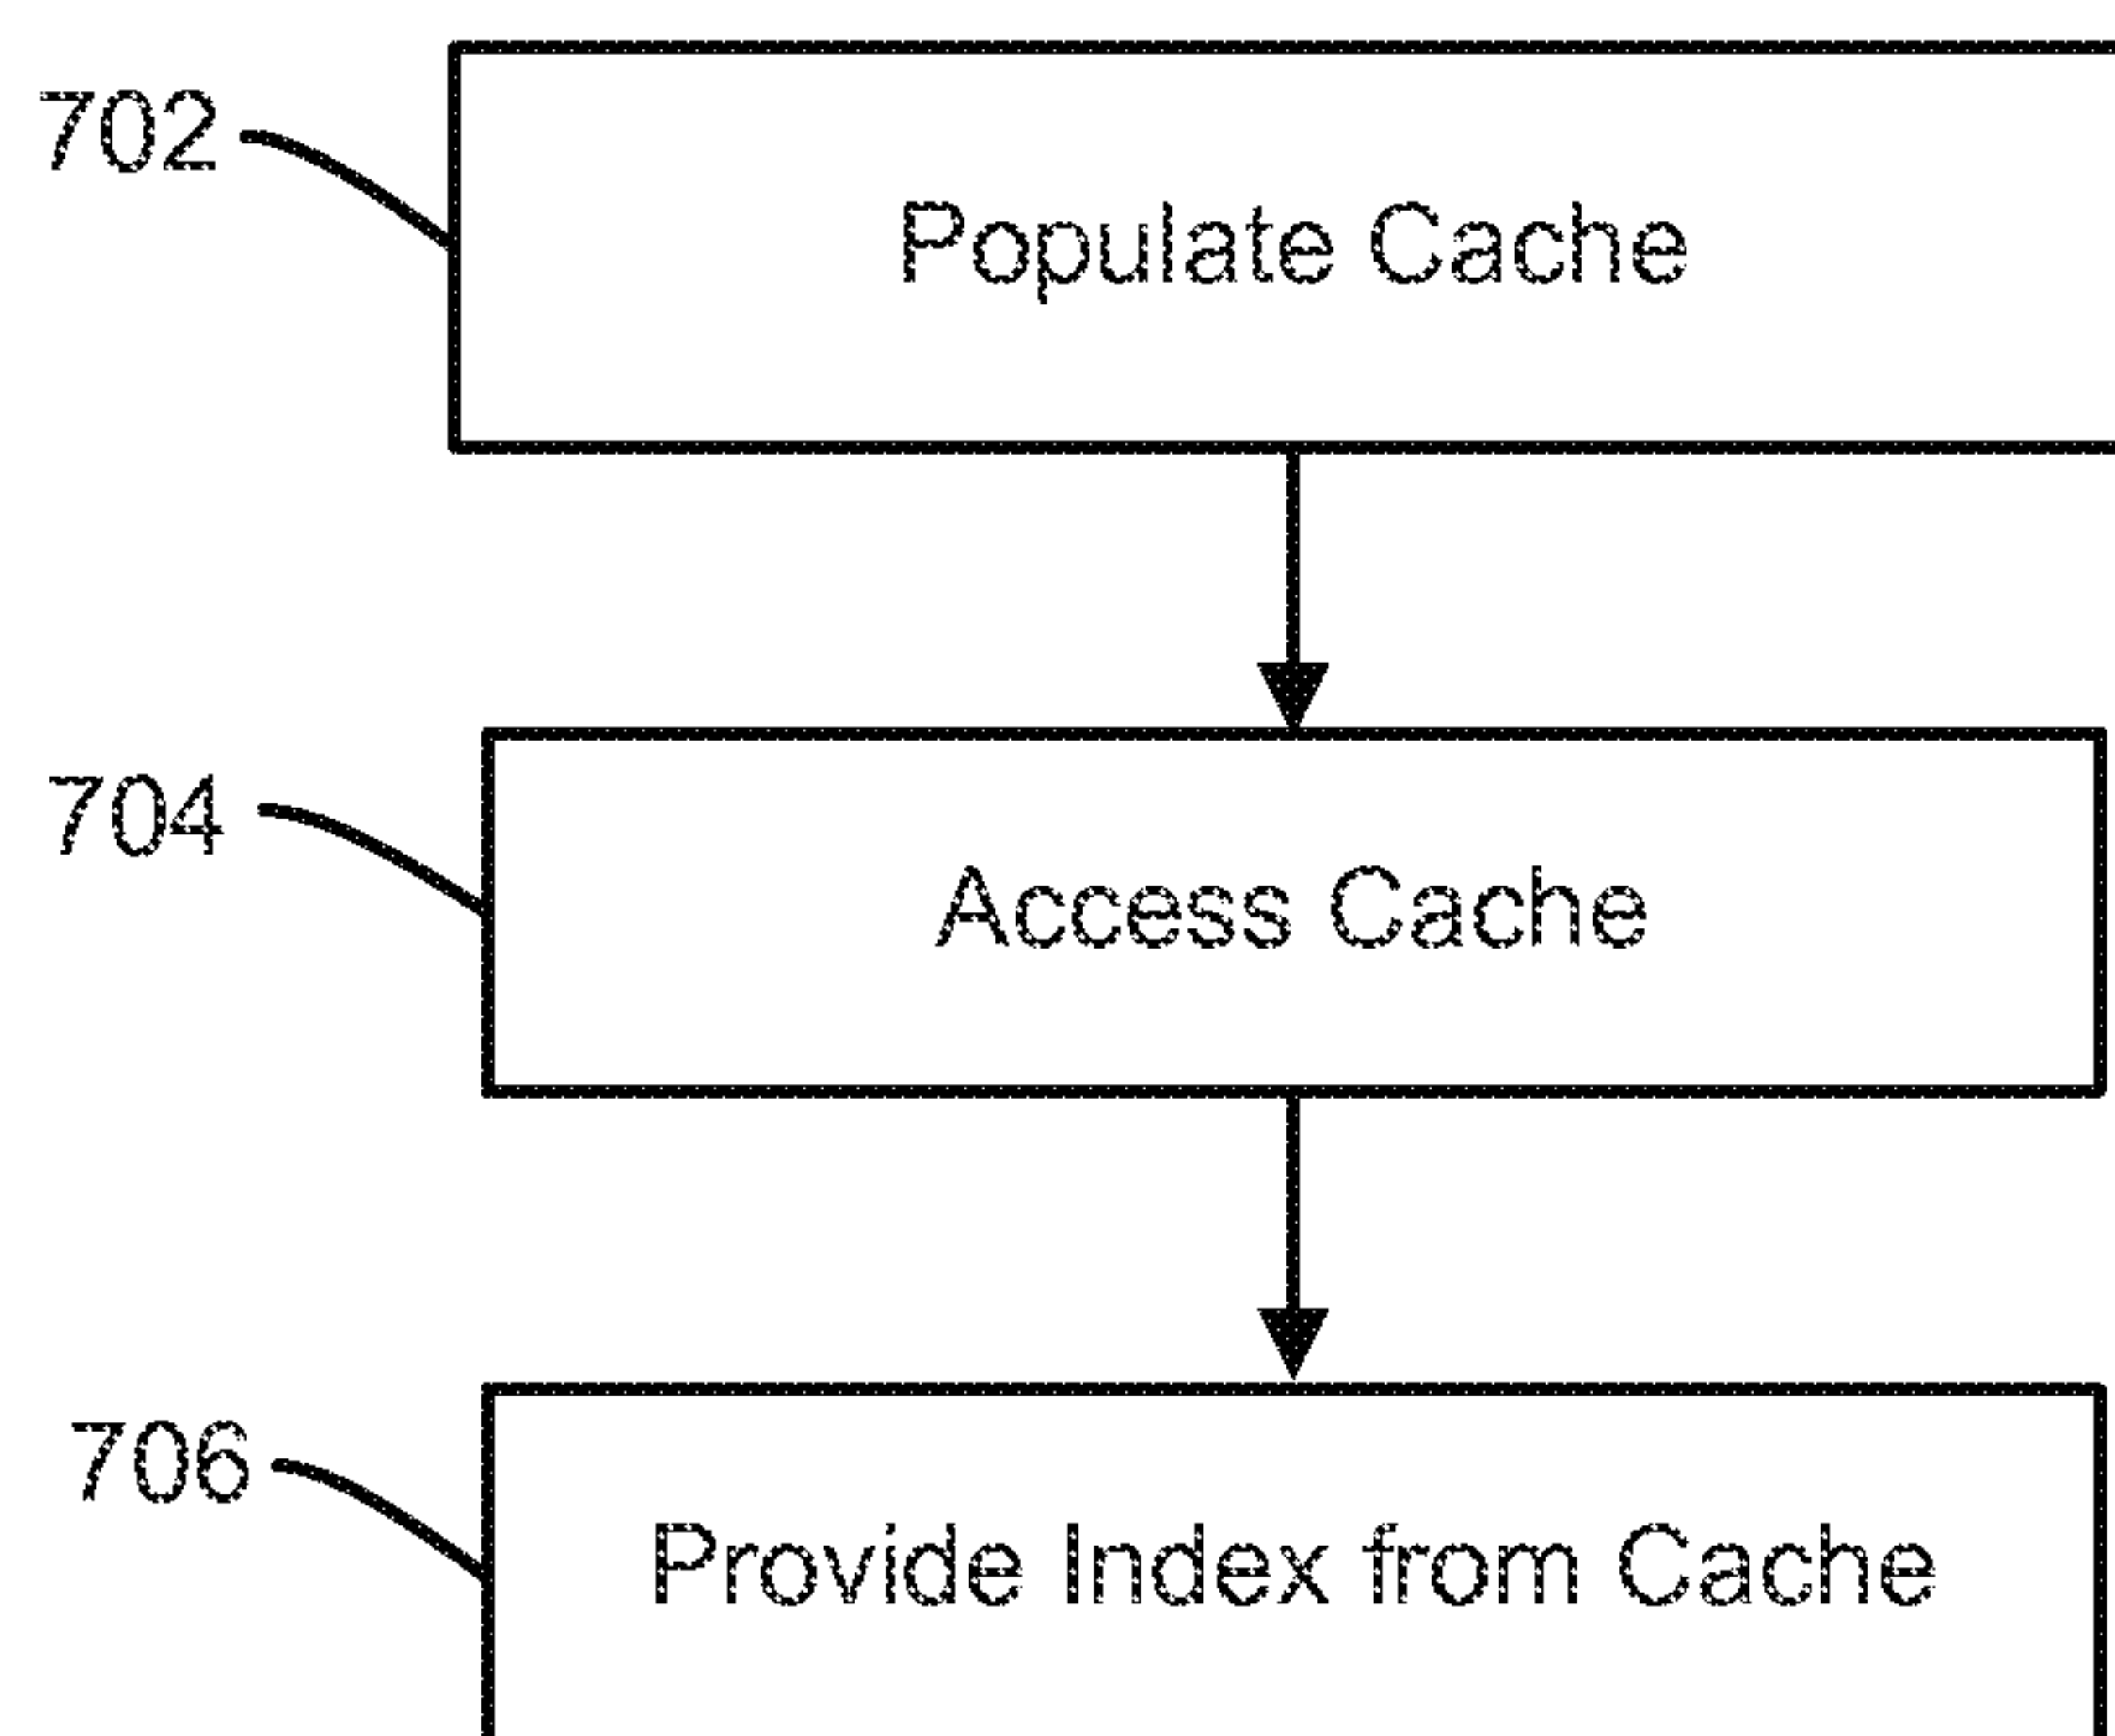 702
Populate Cache
704
Access Cache
706
Provide Index from Cache